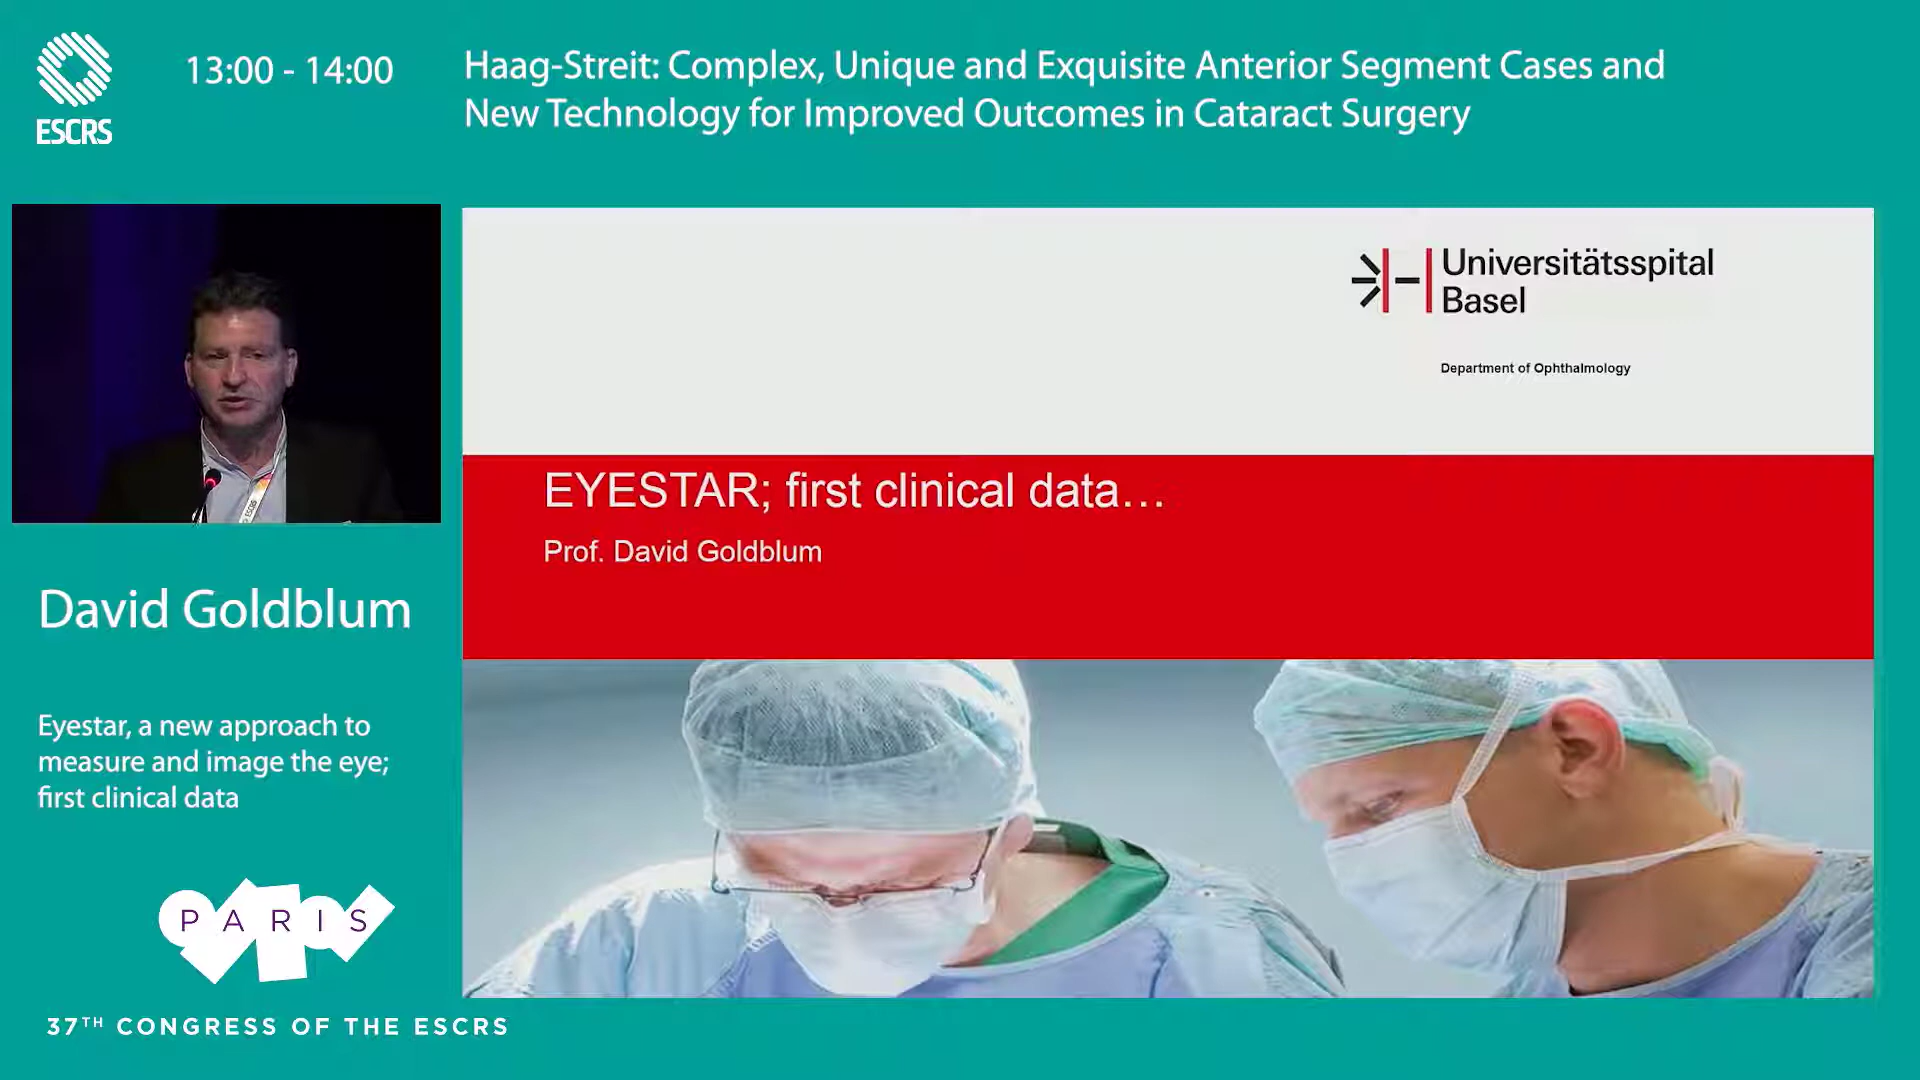 ESCRS
13:00 - 14:00
Haag-Streit: Complex, Unique and Exquisite Anterior Segment Cases and
New Technology for Improved Outcomes in Cataract Surgery
Universitätsspital
Basel
Department of Ophthalmology
EYESTAR; first clinical data…
Prof. David Goldblum
David Goldblum
Eyestar, a new approach to
measure and image the eye;
first clinical data
PARIS
37TH CONGRESS OF THE ESCRS